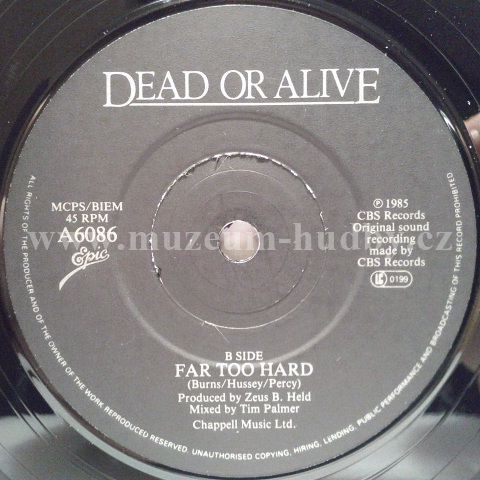 DEAD OR ALIVE
MCPS/BIEM
45 RPM
A6086
Epic
℗ 1985
CBS Records
Original sound
recording
made by
CBS Records
LC 0199
www.muzeum-hudby.cz
B SIDE
FAR TOO HARD
(Burns/Hussey/Percy)
Produced by Zeus B. Held
Mixed by Tim Palmer
Chappell Music Ltd.
ALL RIGHTS OF THE PRODUCER AND OF THE OWNER OF THE WORK REPRODUCED RESERVED. UNAUTHORISED COPYING, HIRING, LENDING, PUBLIC PERFORMANCE AND BROADCASTING OF THIS RECORD PROHIBITED